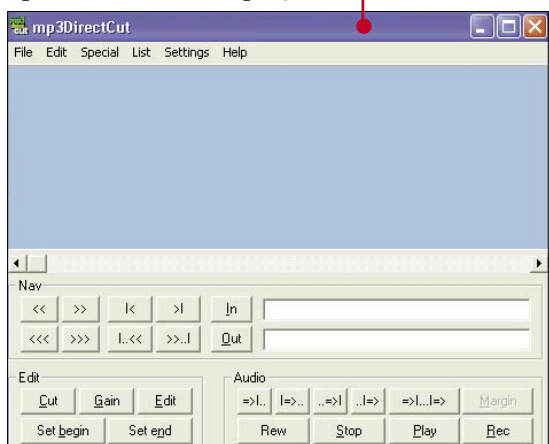 mp3DirectCut
File Edit Special List Settings Help
Nav
<< >> |< >| In
<<< >>> |..<< >>..| Out
Edit Audio
Cut Gain Edit =>|.. |=>.. ..=>| ..|=> =>|...|=> Margin
Set begin Set end Rew Stop Play Rec